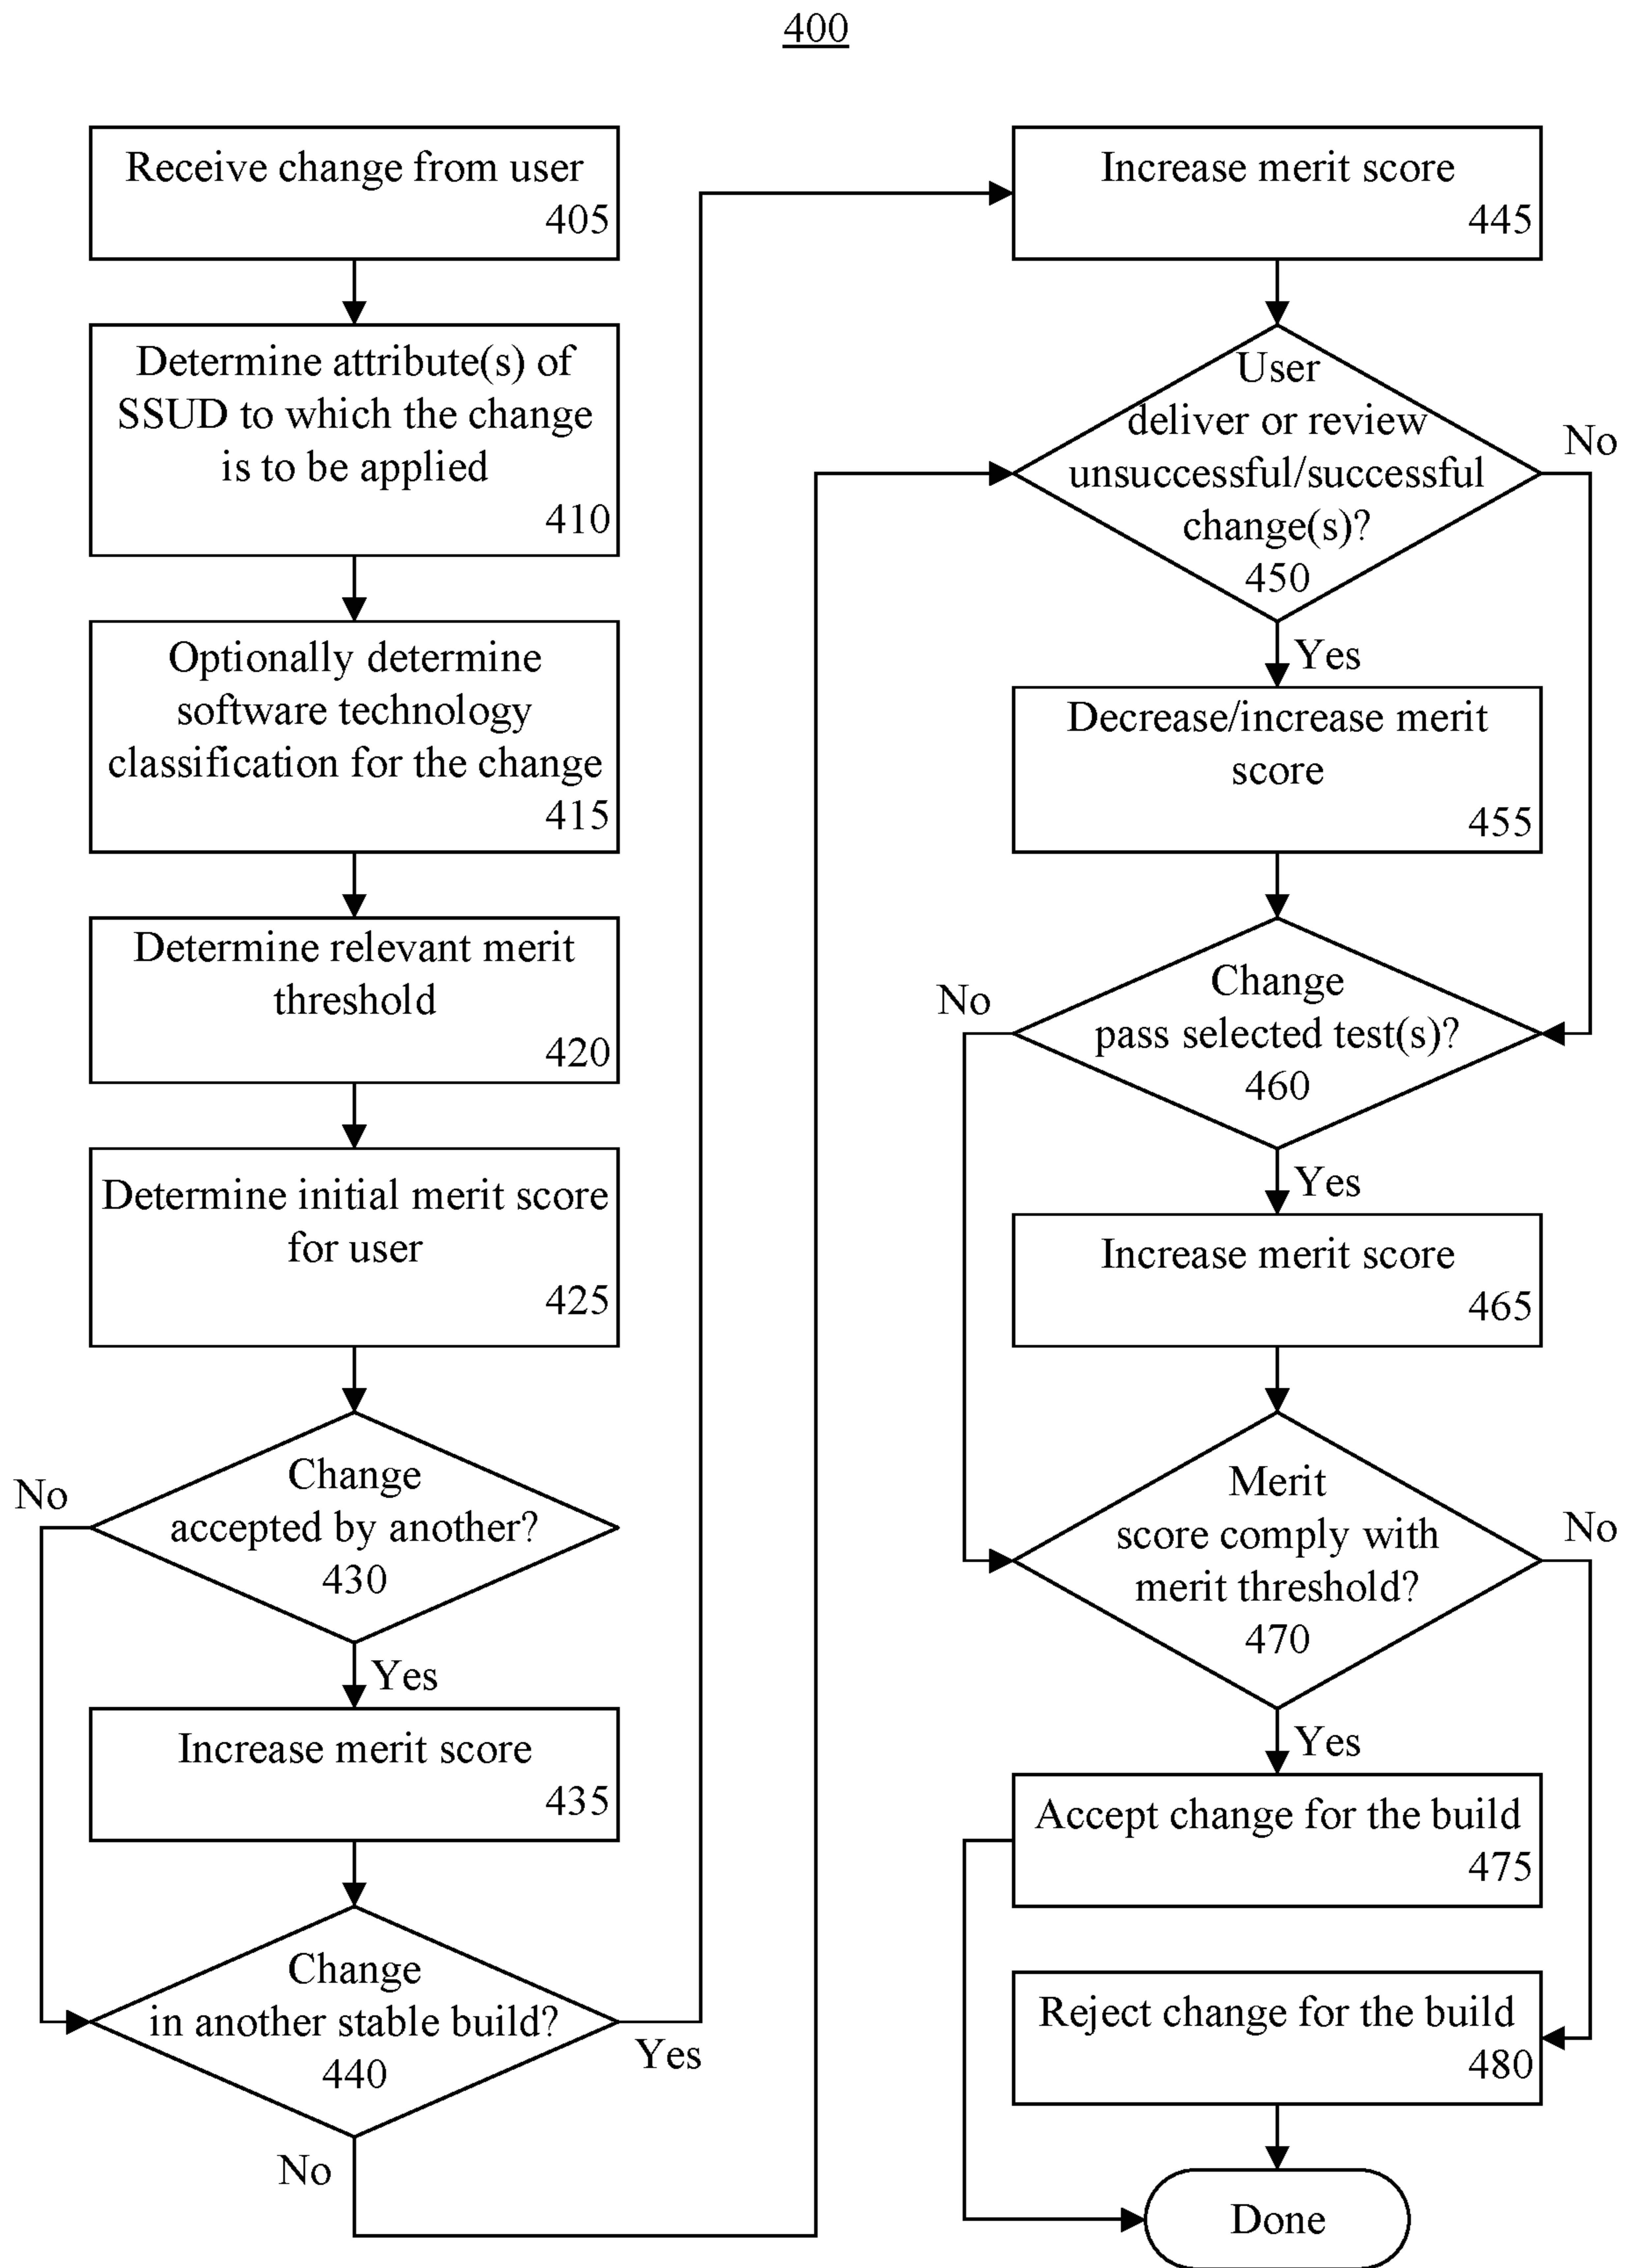 400
Receive change from user
405
Determine attribute(s) of
SSUD to which the change
is to be applied
410
Optionally determine
software technology
classification for the change
415
Determine relevant merit
threshold
420
Determine initial merit score
for user
425
Change
accepted by another?
430
No
Yes
Increase merit score
435
Change
in another stable build?
440
Yes
No
Increase merit score
445
User
deliver or review
unsuccessful/successful
change(s)?
450
No
Yes
Decrease/increase merit
score
455
Change
pass selected test(s)?
460
No
Yes
Increase merit score
465
Merit
score comply with
merit threshold?
470
No
Yes
Accept change for the build
475
Reject change for the build
480
Done